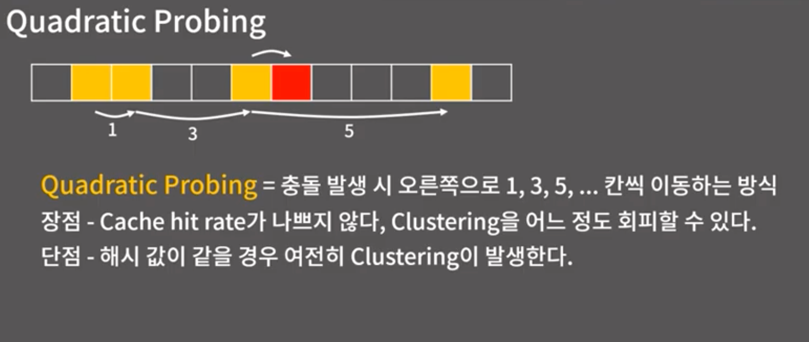 Quadratic Probing
1
3
5
Quadratic Probing = 충돌 발생 시 오른쪽으로 1, 3, 5, ... 칸씩 이동하는 방식
장점 - Cache hit rate가 나쁘지 않다, Clustering을 어느 정도 회피할 수 있다.
단점 - 해시 값이 같을 경우 여전히 Clustering이 발생한다.